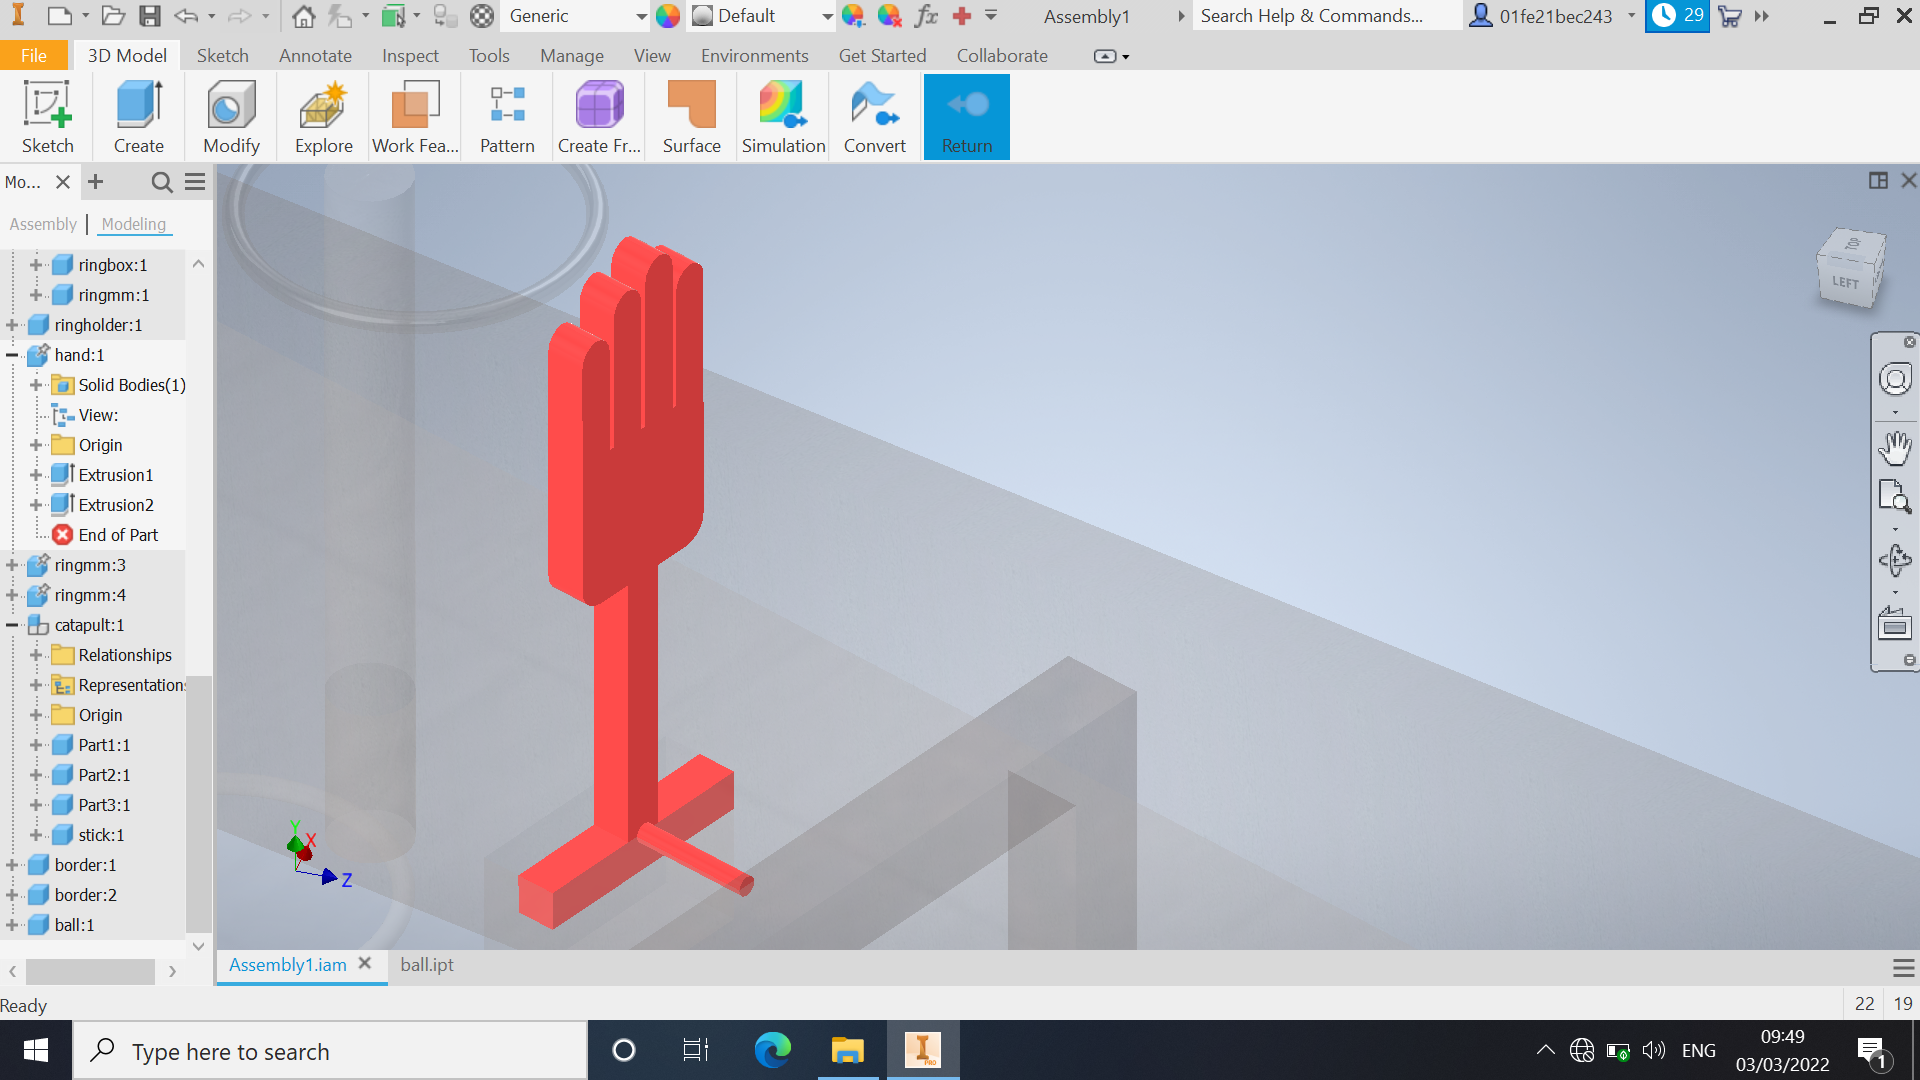 Generic
Default
Assembly1
Search Help & Commands...
01fe21bec243
29
File
3D Model
Sketch
Annotate
Inspect
Tools
Manage
View
Environments
Get Started
Collaborate
Sketch
Create
Modify
Explore
Work Fea...
Pattern
Create Fr...
Surface
Simulation
Convert
Return
Mo...
Assembly
Modeling
ringbox:1
ringmm:1
ringholder:1
hand:1
Solid Bodies(1)
View:
Origin
Extrusion1
Extrusion2
End of Part
ringmm:3
ringmm:4
catapult:1
Relationships
Representation
Origin
Part1:1
Part2:1
Part3:1
stick:1
border:1
border:2
ball:1
TOP
LEFT
Y
X
Z
Assembly1.iam
ball.ipt
Ready
22
19
Type here to search
PRO
ENG
09:49
03/03/2022
1